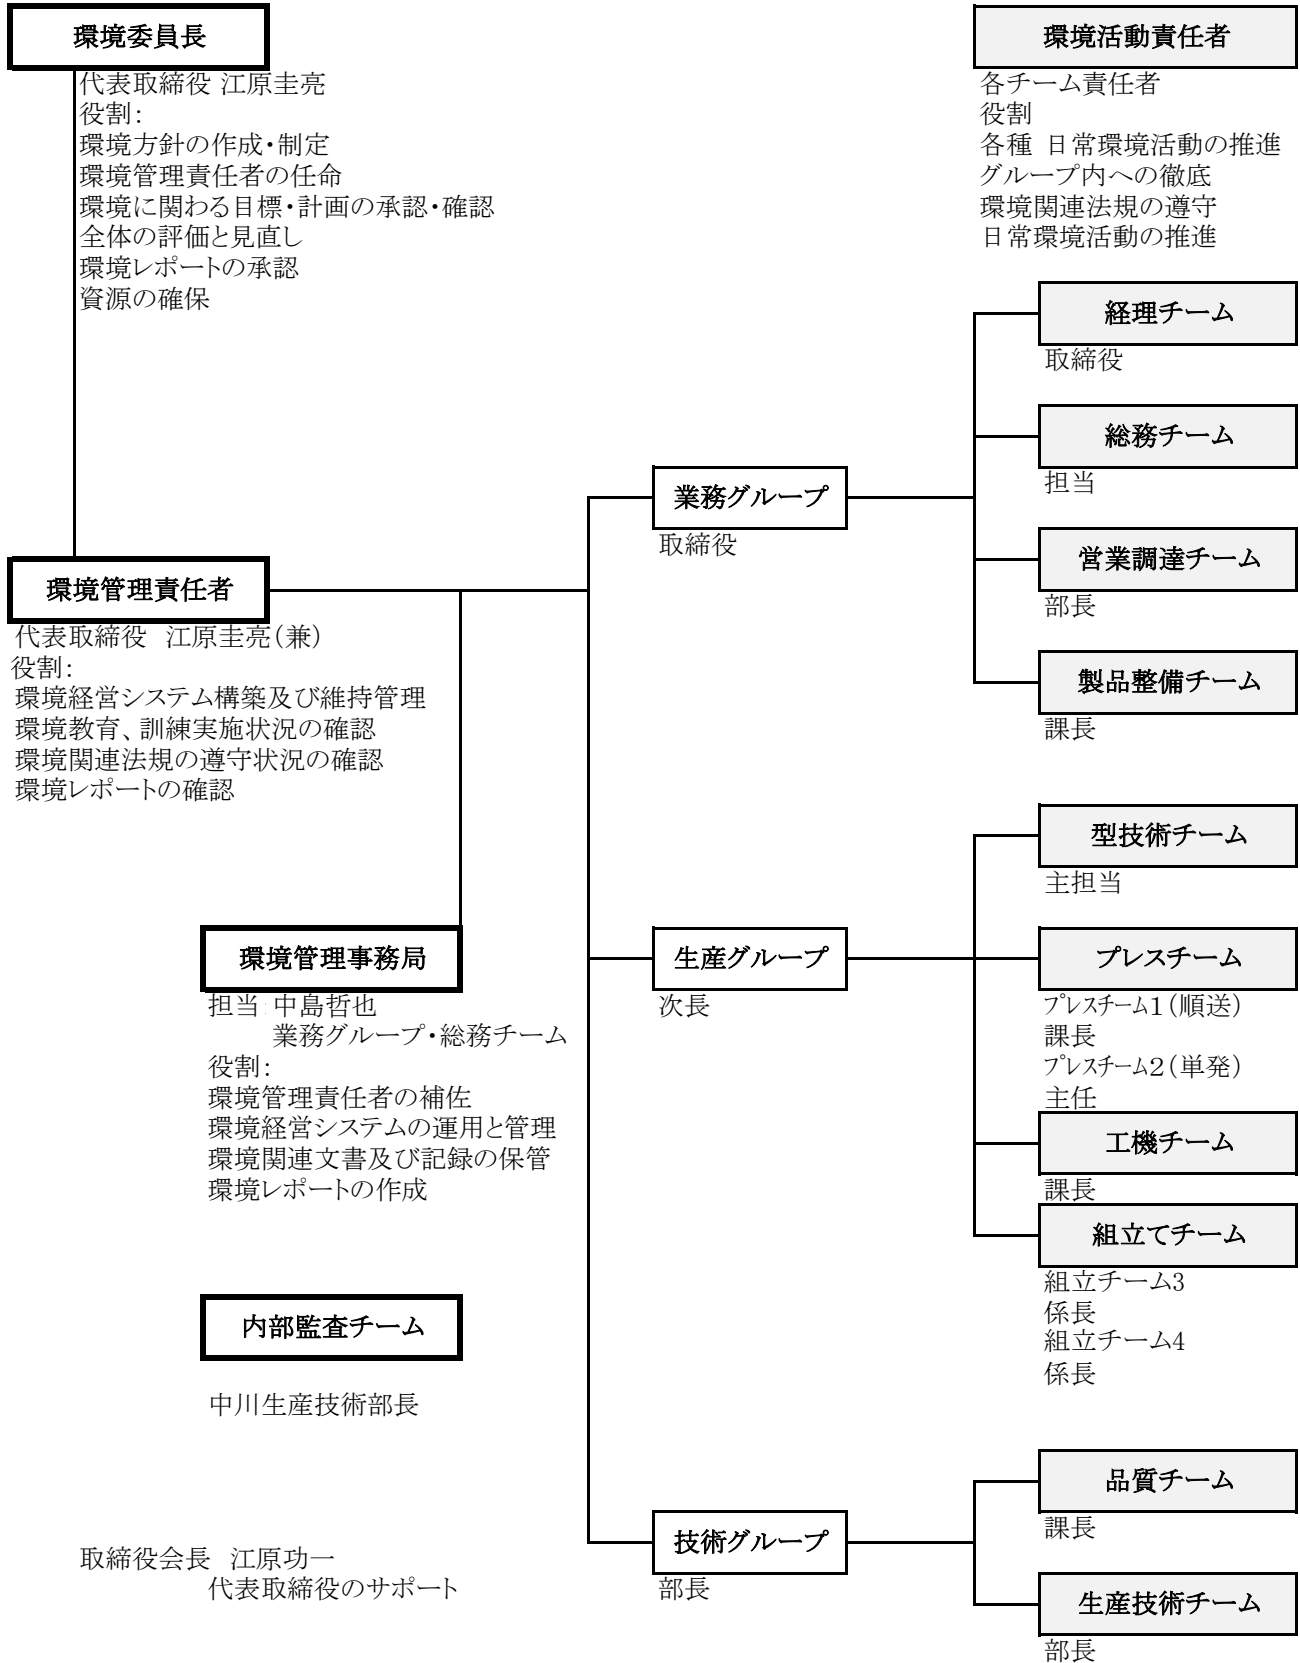 環境委員長
代表取締役 江原圭亮
役割：
環境方針の作成・制定
環境管理責任者の任命
環境に関わる目標・計画の承認・確認
全体の評価と見直し
環境レポートの承認
資源の確保
環境活動責任者
各チーム責任者
役割
各種 日常環境活動の推進
グループ内への徹底
環境関連法規の遵守
日常環境活動の推進
環境管理責任者
代表取締役　江原圭亮（兼）
役割：
環境経営システム構築及び維持管理
環境教育、訓練実施状況の確認
環境関連法規の遵守状況の確認
環境レポートの確認
環境管理事務局
担当 中島哲也
業務グループ・総務チーム
役割：
環境管理責任者の補佐
環境経営システムの運用と管理
環境関連文書及び記録の保管
環境レポートの作成
内部監査チーム
中川生産技術部長
取締役会長　江原功一
代表取締役のサポート
業務グループ
取締役
経理チーム
取締役
総務チーム
担当
営業調達チーム
部長
製品整備チーム
課長
生産グループ
次長
型技術チーム
主担当
プレスチーム
プレスチーム1（順送）
課長
プレスチーム2（単発）
主任
工機チーム
課長
組立てチーム
組立チーム3
係長
組立チーム4
係長
技術グループ
部長
品質チーム
課長
生産技術チーム
部長